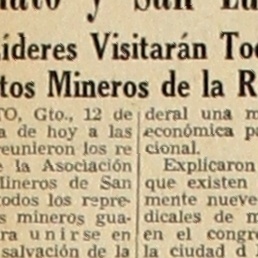 y San
íderes Visitarán To
tos Mineros de la R
TO, Gto., 12 de
a de hoy a las
reunieron los re
e la Asociación
Mineros de San
todos los repre-
s mineros gua-
ra unirse en
salvación de la
deral una m
económica p
cional.
Explicaron
que existen
mente nueve
dicales de m
en el congre
la ciudad d